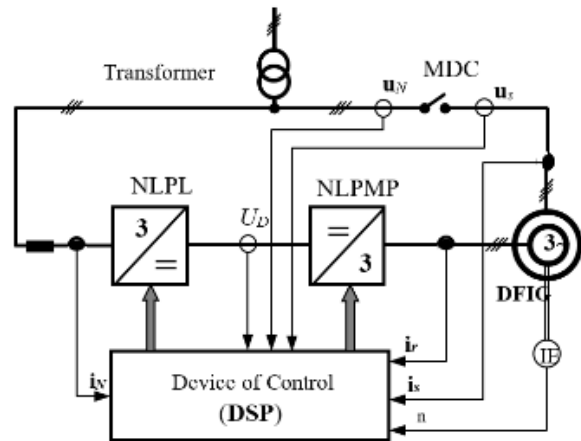 Transformer
MDC
u_N
u_s
NLPL
NLPMP
U_D
3
=
=
3
3~
DFIG
IE
i_N
Device of Control
(DSP)
i_r
i_s
n